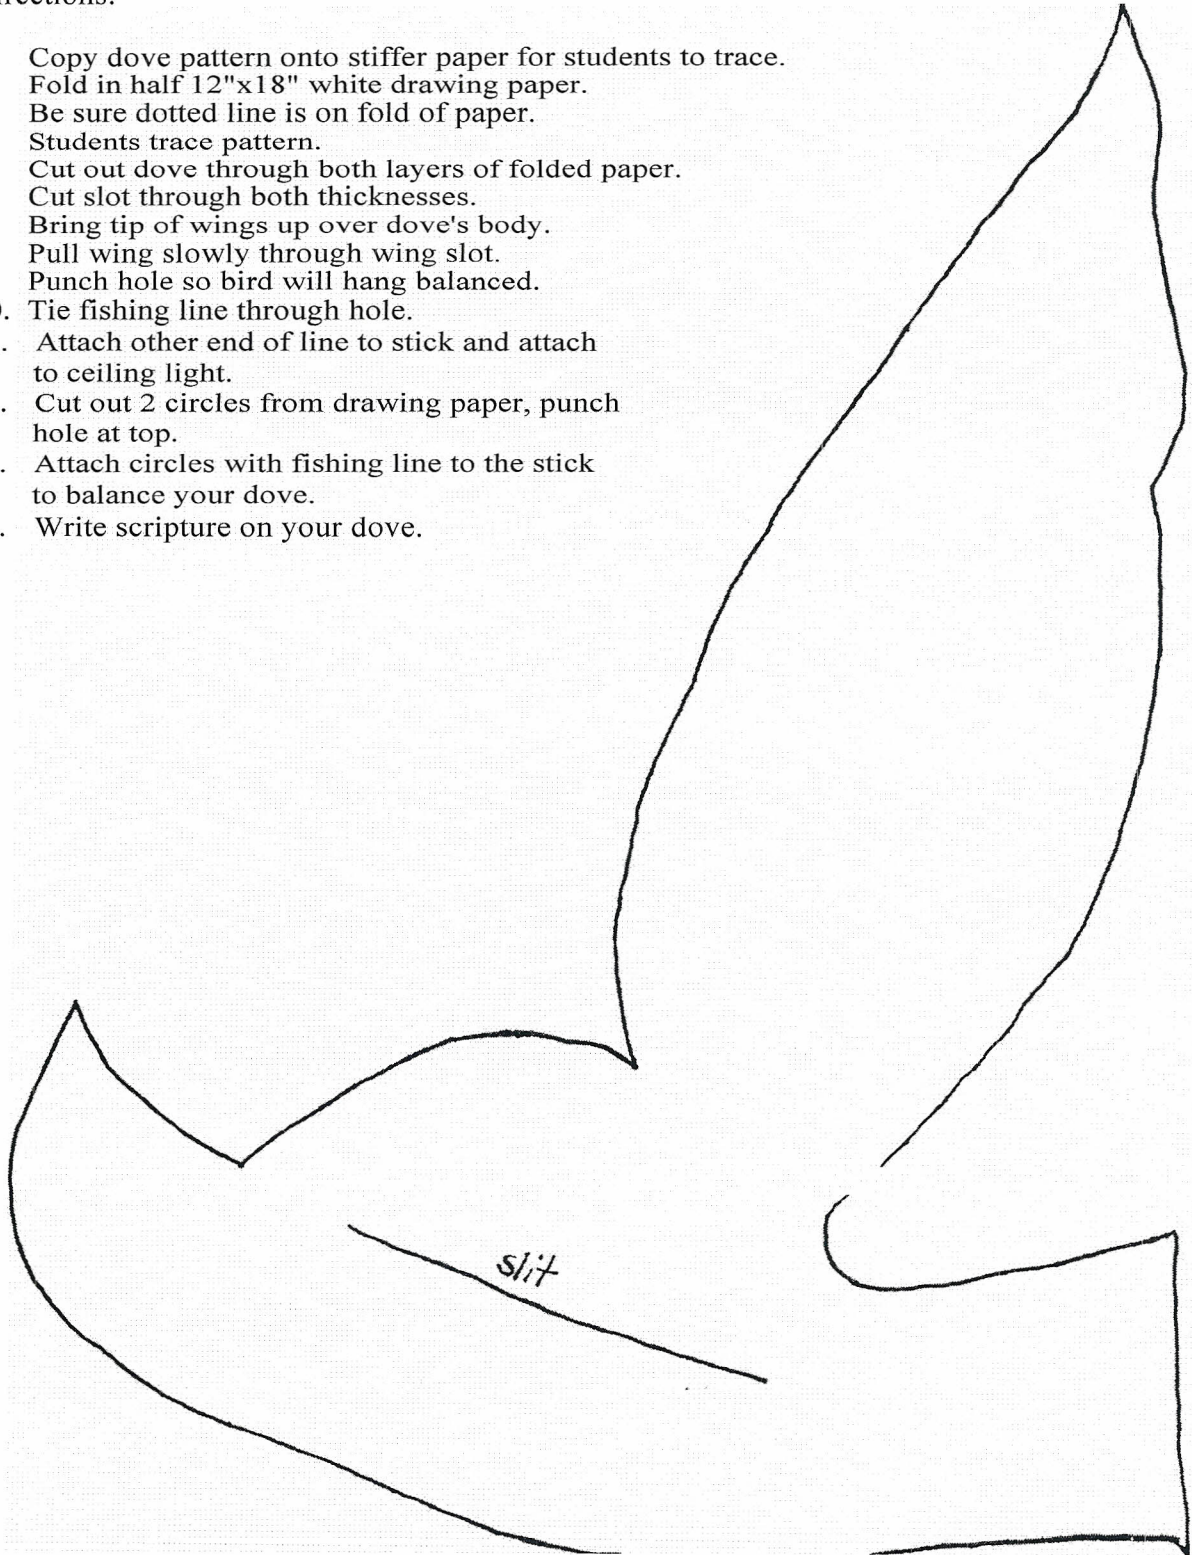 Copy dove pattern onto stiffer paper for students to trace.
Fold in half 12"x18" white drawing paper.
Be sure dotted line is on fold of paper.
Students trace pattern.
Cut out dove through both layers of folded paper.
Cut slot through both thicknesses.
Bring tip of wings up over dove's body.
Pull wing slowly through wing slot.
Punch hole so bird will hang balanced.
. Tie fishing line through hole.
. Attach other end of line to stick and attach
to ceiling light.
. Cut out 2 circles from drawing paper, punch
hole at top.
. Attach circles with fishing line to the stick
to balance your dove.
. Write scripture on your dove.
slit